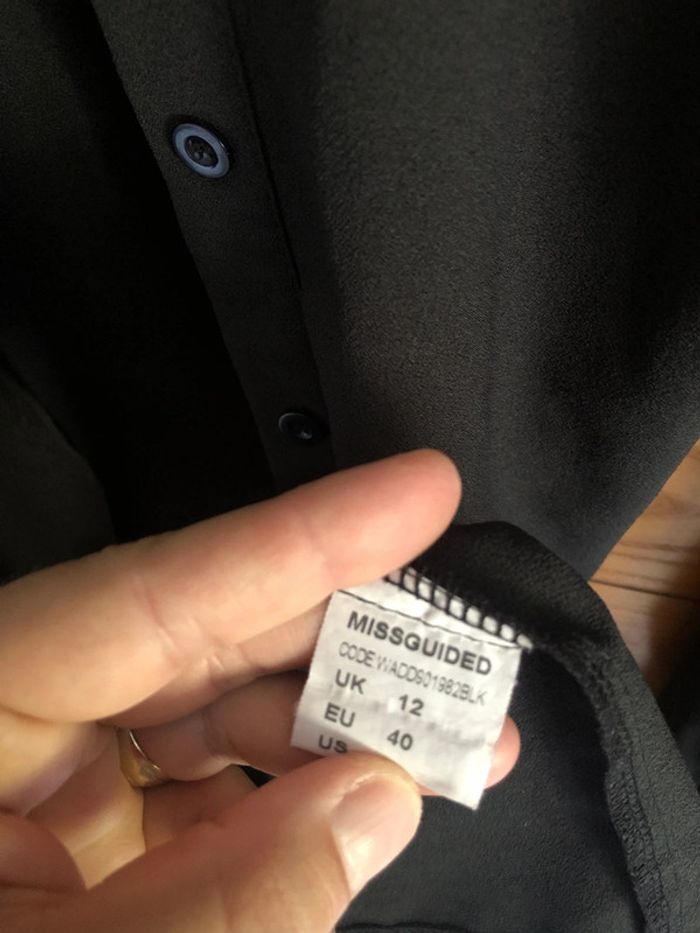 MISSGUIDED
CODE WADD901982BLK
UK 12
EU 40
US